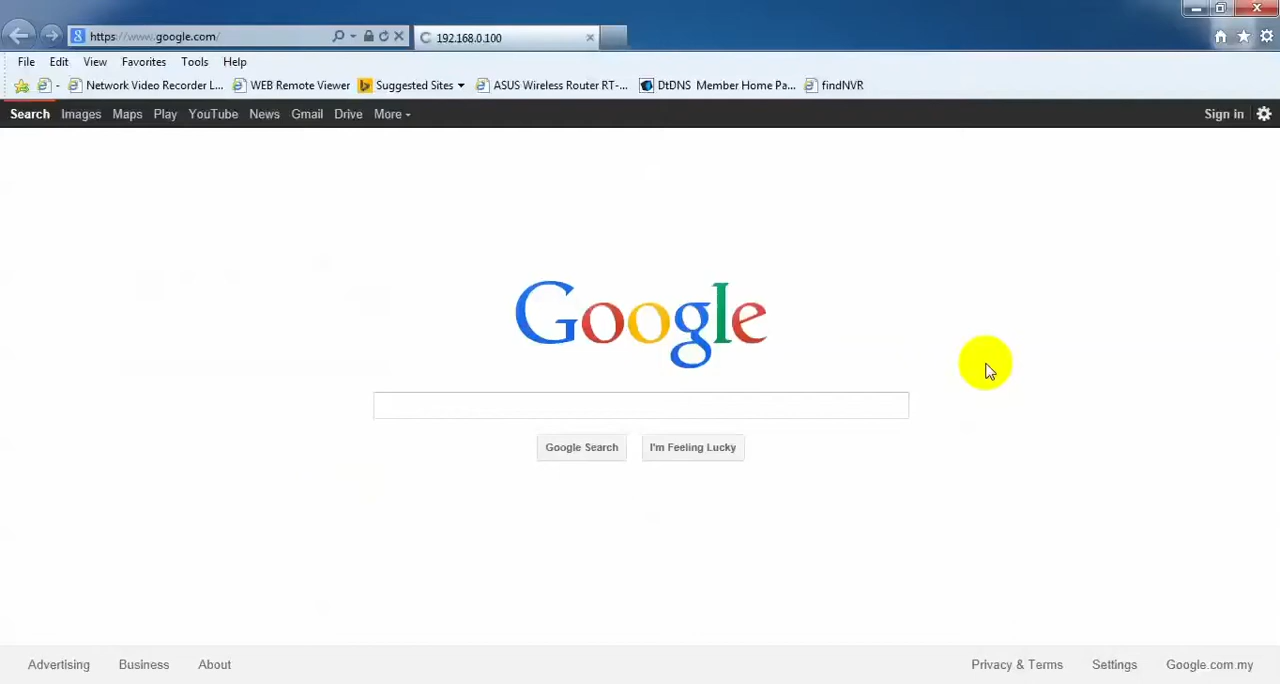 https://www.google.com/ 192.168.0.100
File Edit View Favorites Tools Help
Network Video Recorder L... WEB Remote Viewer Suggested Sites ASUS Wireless Router RT-... DtDNS Member Home Pa... findNVR
Search Images Maps Play YouTube News Gmail Drive More Sign in
Google
Google Search I'm Feeling Lucky
Advertising Business About Privacy & Terms Settings Google.com.my